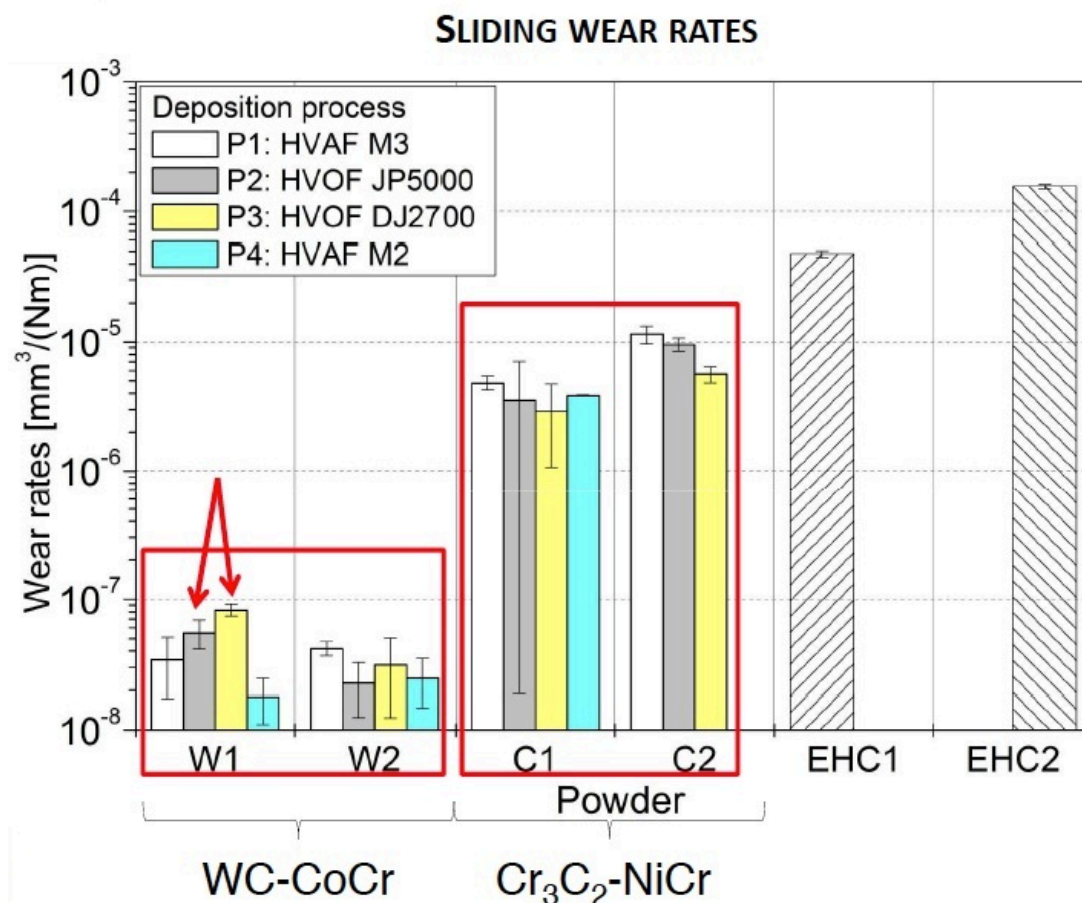 SLIDING WEAR RATES
Wear rates [mm³/(Nm)]
10⁻³
10⁻⁴
10⁻⁵
10⁻⁶
10⁻⁷
10⁻⁸
Deposition process
P1: HVAF M3
P2: HVOF JP5000
P3: HVOF DJ2700
P4: HVAF M2
W1 W2 C1 C2 EHC1 EHC2
Powder
WC-CoCr Cr₃C₂-NiCr